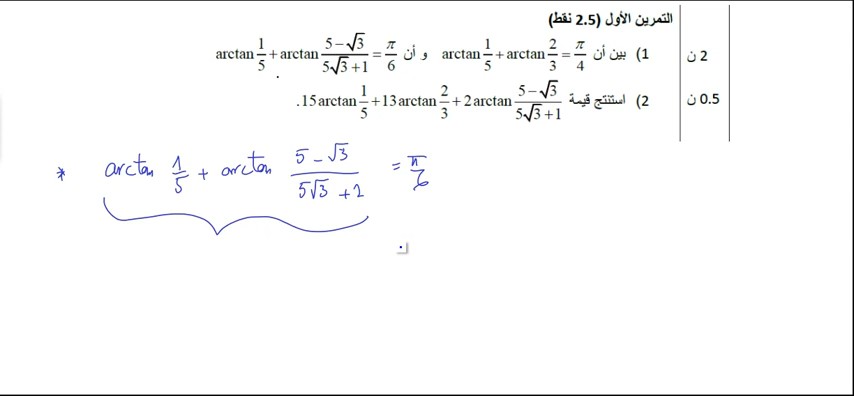 التمرين الأول (2.5 نقط)
2 ن
1) بين أن arctan 1/5 + arctan 2/3 = π/4 و أن arctan 1/5 + arctan (5−√3)/(5√3+1) = π/6
0.5 ن
2) استنتج قيمة 15arctan 1/5 + 13arctan 2/3 + 2arctan (5−√3)/(5√3+1).
* arctan 1/5 + arctan (5−√3)/(5√3+1) = π/6